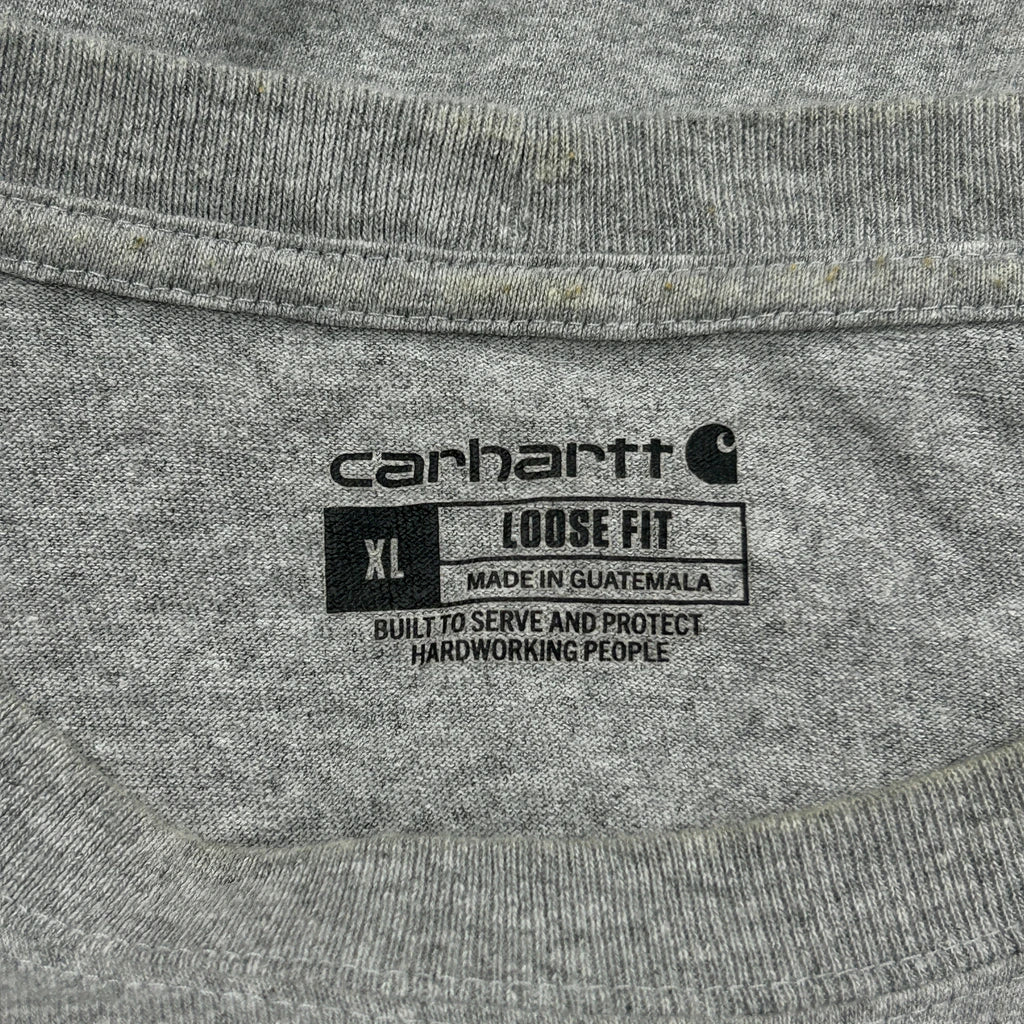 carhartt
XL
LOOSE FIT
MADE IN GUATEMALA
BUILT TO SERVE AND PROTECT
HARDWORKING PEOPLE